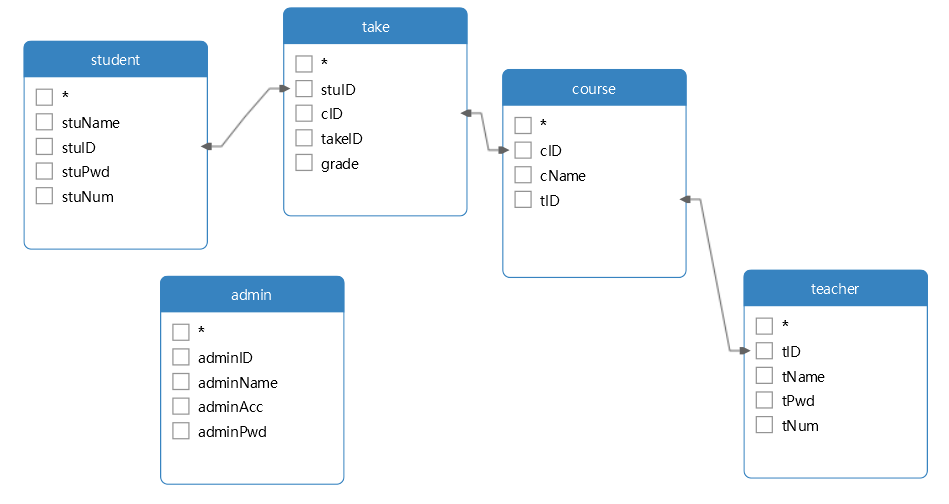 student
*
stuName
stuID
stuPwd
stuNum
take
*
stuID
cID
takeID
grade
course
*
cID
cName
tID
admin
*
adminID
adminName
adminAcc
adminPwd
teacher
*
tID
tName
tPwd
tNum